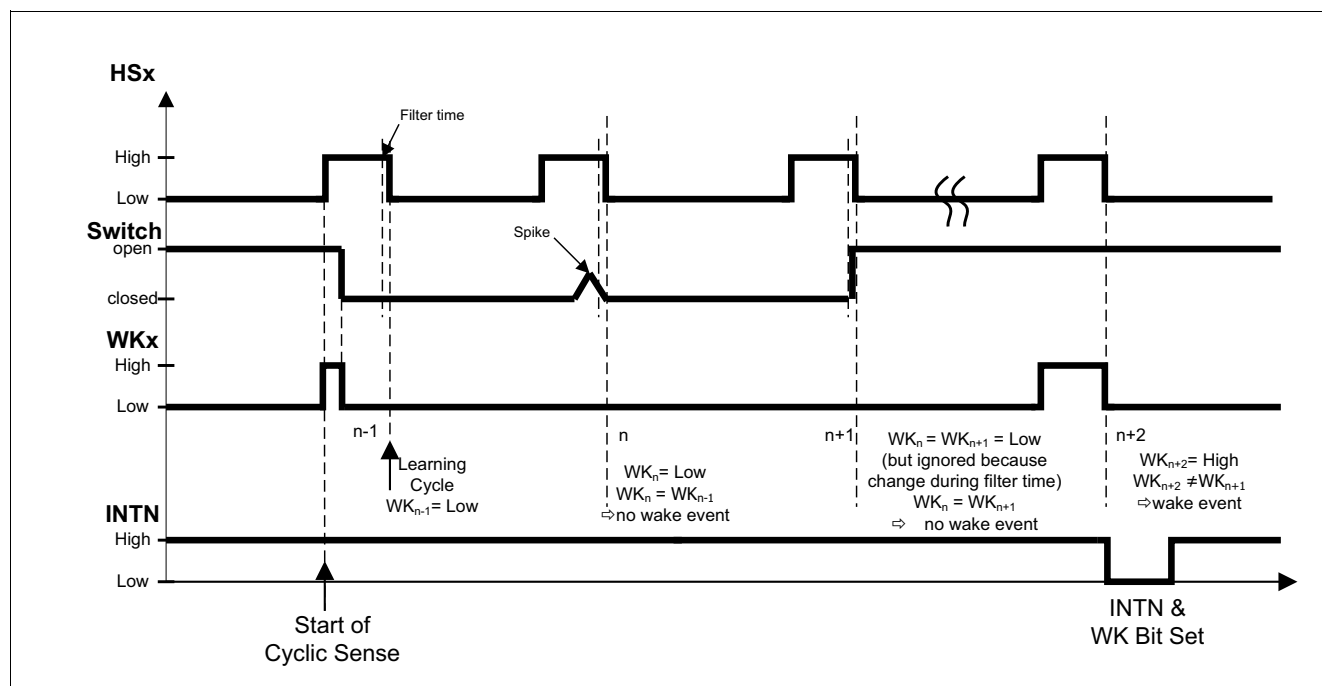 HSx
Filter time
High
Low
Switch
open
Spike
closed
WKx
High
Low
n-1
n
n+1
n+2
Learning
Cycle
WKn-1= Low
WKn= Low
WKn = WKn-1
⇨no wake event
WKn = WKn+1 = Low
(but ignored because
change during filter time)
WKn = WKn+1
⇨ no wake event
WKn+2= High
WKn+2 ≠WKn+1
⇨wake event
INTN
High
Low
Start of
Cyclic Sense
INTN &
WK Bit Set